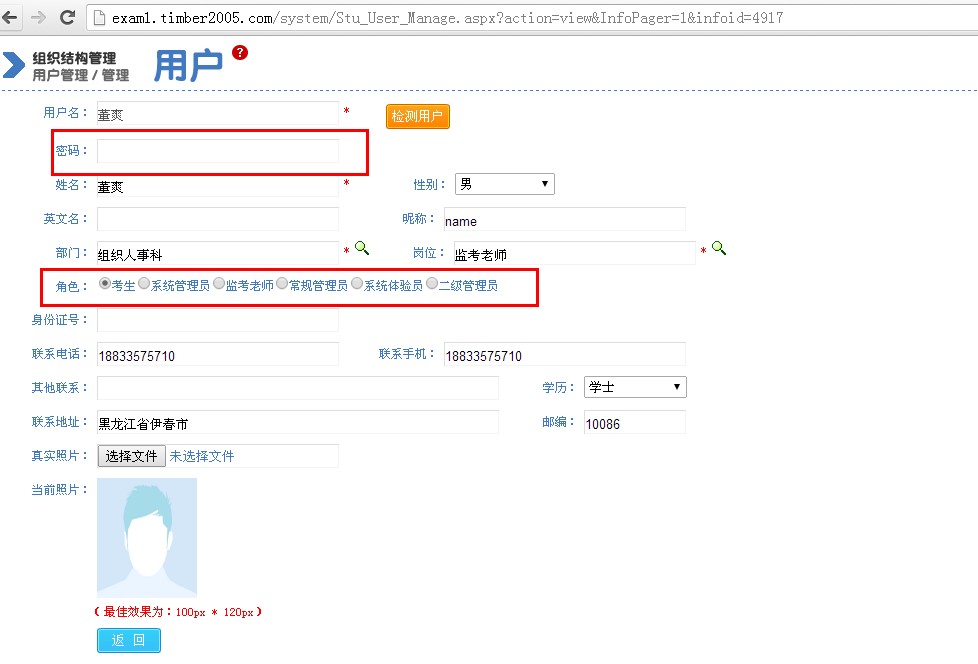 exam1.timber2005.com/system/Stu_User_Manage.aspx?action=view&InfoPager=1&infoid=4917
组织结构管理
用户管理 / 管理
用户
?
用户名： 董爽 * 检测用户
密码：
姓名： 董爽 * 性别： 男
英文名： 昵称： name
部门： 组织人事科 * 岗位： 监考老师 *
角色： 考生 系统管理员 监考老师 常规管理员 系统体验员 二级管理员
身份证号：
联系电话： 18833575710 联系手机： 18833575710
其他联系： 学历： 学士
联系地址： 黑龙江省伊春市 邮编： 10086
真实照片： 选择文件 未选择文件
当前照片：
( 最佳效果为：100px * 120px )
返 回